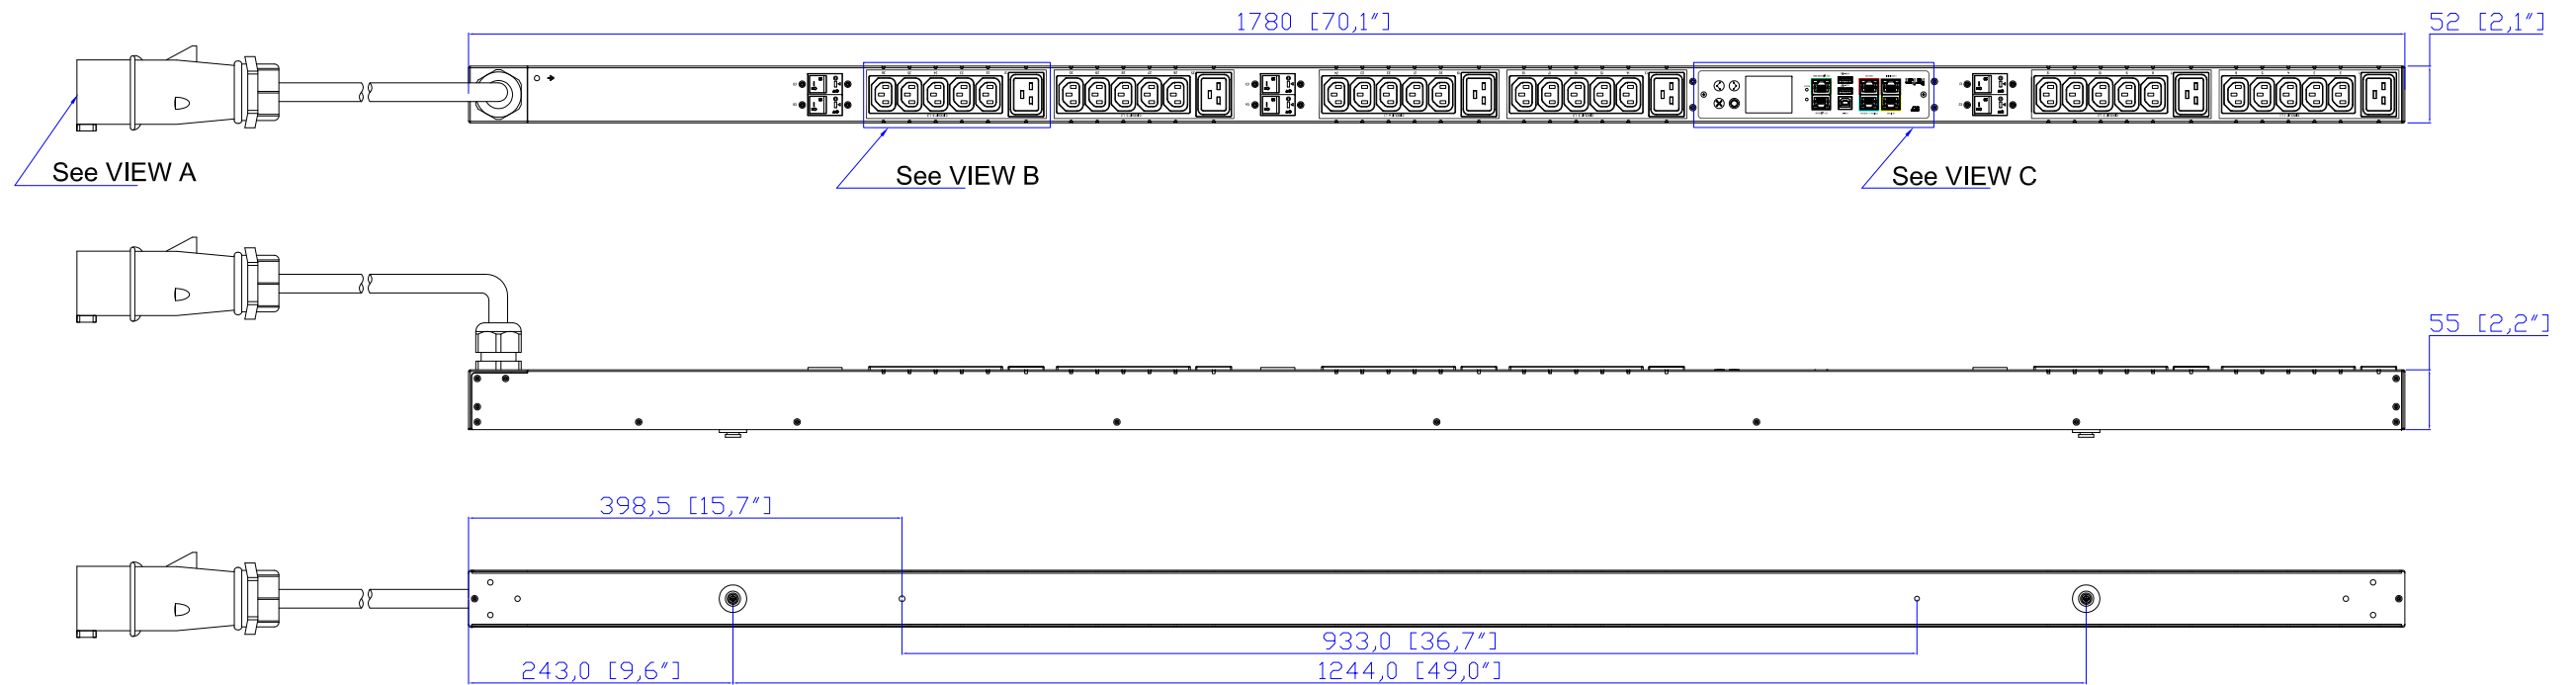 1780 [70,1"]
52 [2,1"]
See VIEW A
See VIEW B
See VIEW C
55 [2,2"]
398,5 [15,7"]
933,0 [36,7"]
243,0 [9,6"]
1244,0 [49,0"]